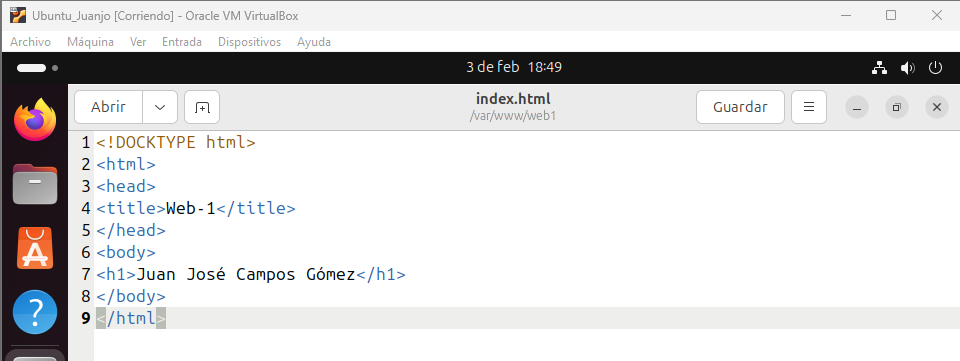 Ubuntu_Juanjo [Corriendo] - Oracle VM VirtualBox
Archivo Máquina Ver Entrada Dispositivos Ayuda
3 de feb 18:49
Abrir
index.html
/var/www/web1
Guardar
1 <!DOCKTYPE html>
2 <html>
3 <head>
4 <title>Web-1</title>
5 </head>
6 <body>
7 <h1>Juan José Campos Gómez</h1>
8 </body>
9 </html>